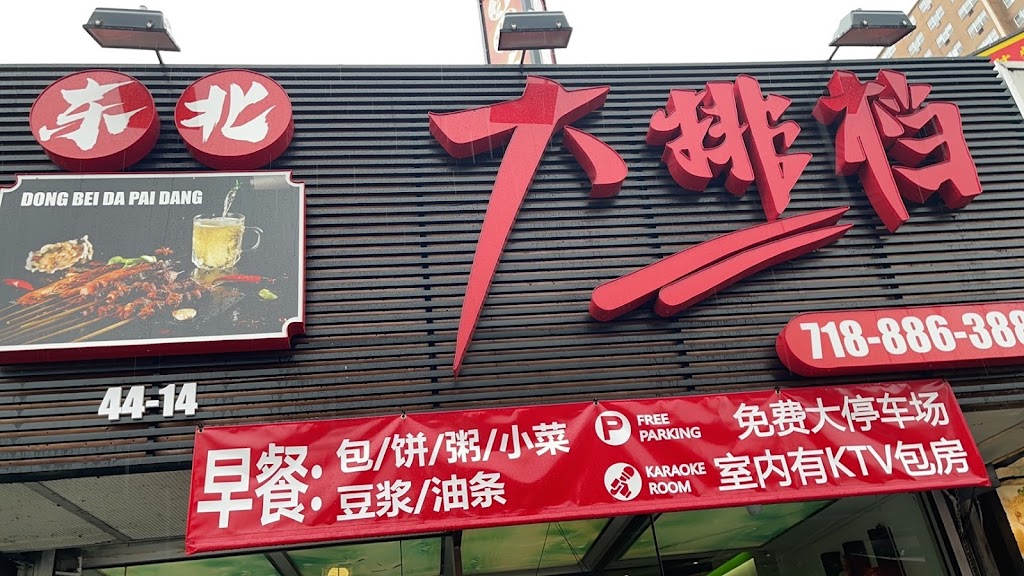 东北
大排档
DONG BEI DA PAI DANG
718-886-388
44-14
早餐:
包/饼/粥/小菜
豆浆/油条
P
FREE
PARKING
免费大停车场
KARAOKE
ROOM
室内有KTV包房